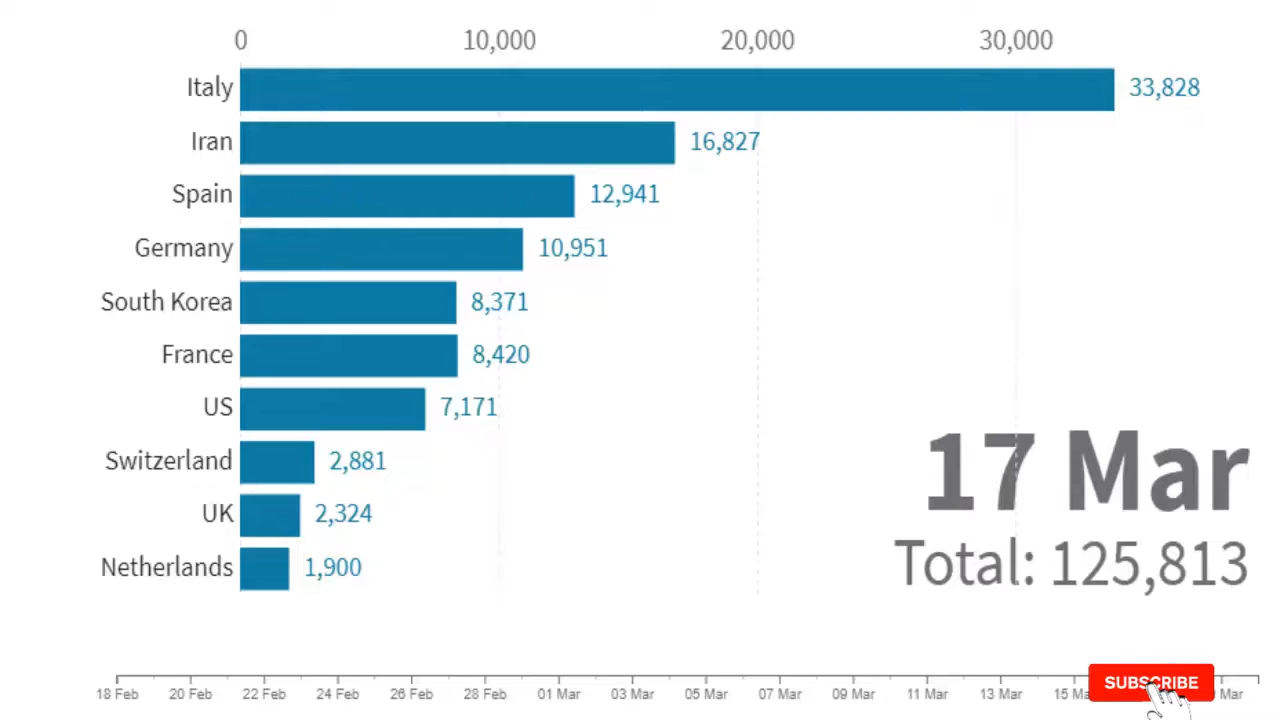 0 10,000 20,000 30,000
Italy 33,828
Iran 16,827
Spain 12,941
Germany 10,951
South Korea 8,371
France 8,420
US 7,171
Switzerland 2,881
UK 2,324
Netherlands 1,900
17 Mar
Total: 125,813
18 Feb 20 Feb 22 Feb 24 Feb 26 Feb 28 Feb 01 Mar 03 Mar 05 Mar 07 Mar 09 Mar 11 Mar 13 Mar 15 Mar
SUBSCRIBE